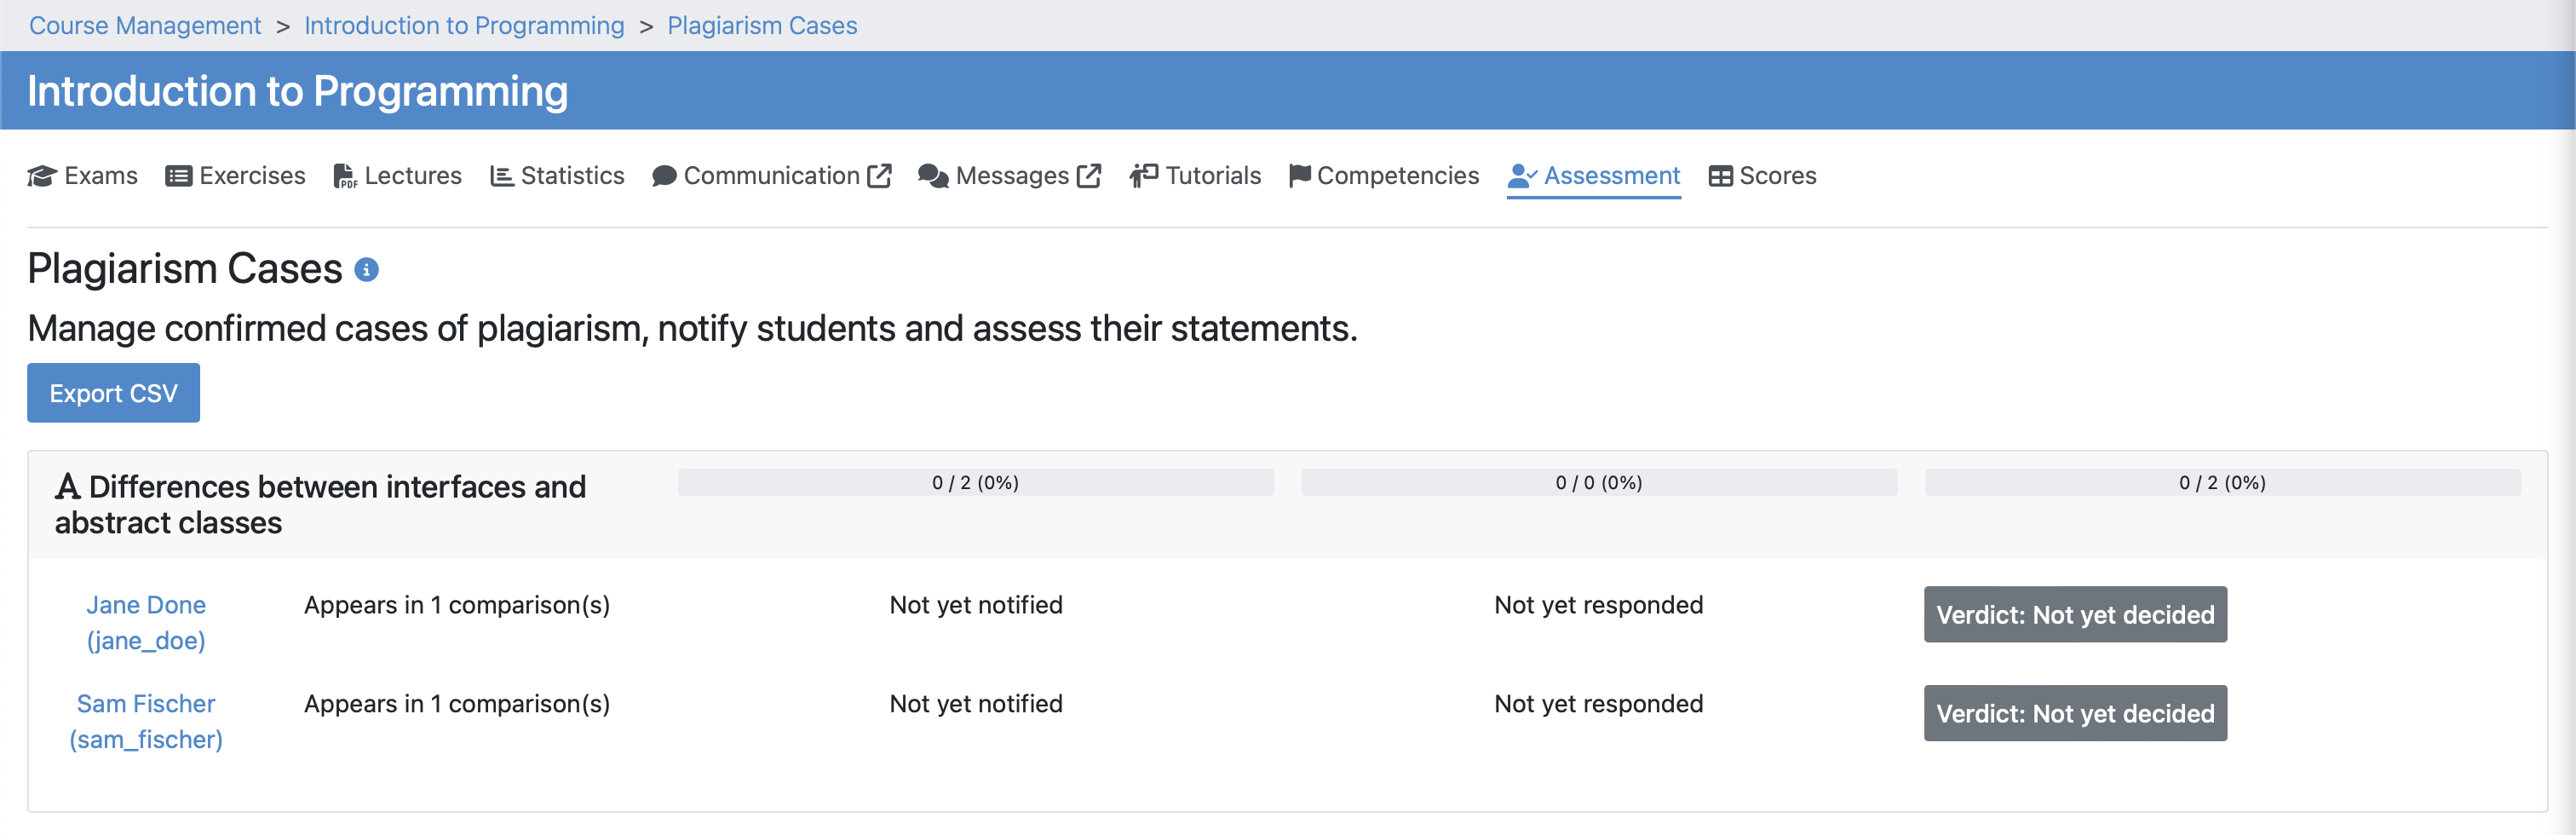 Course Management > Introduction to Programming > Plagiarism Cases
Introduction to Programming
Exams Exercises Lectures Statistics Communication Messages Tutorials Competencies Assessment Scores
Plagiarism Cases
Manage confirmed cases of plagiarism, notify students and assess their statements.
Export CSV
Differences between interfaces and
abstract classes
0 / 2 (0%)
0 / 0 (0%)
0 / 2 (0%)
Jane Done
(jane_doe)
Appears in 1 comparison(s)
Not yet notified
Not yet responded
Verdict: Not yet decided
Sam Fischer
(sam_fischer)
Appears in 1 comparison(s)
Not yet notified
Not yet responded
Verdict: Not yet decided